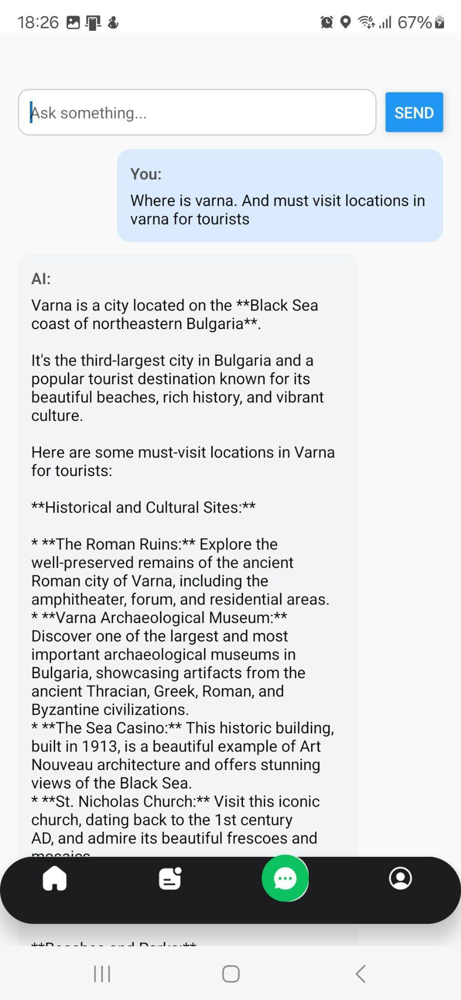 18:26
67%
Ask something...
SEND
You:
Where is varna. And must visit locations in
varna for tourists
AI:
Varna is a city located on the **Black Sea
coast of northeastern Bulgaria**.
It's the third-largest city in Bulgaria and a
popular tourist destination known for its
beautiful beaches, rich history, and vibrant
culture.
Here are some must-visit locations in Varna
for tourists:
**Historical and Cultural Sites:**
* **The Roman Ruins:** Explore the
well-preserved remains of the ancient
Roman city of Varna, including the
amphitheater, forum, and residential areas.
* **Varna Archaeological Museum:**
Discover one of the largest and most
important archaeological museums in
Bulgaria, showcasing artifacts from the
ancient Thracian, Greek, Roman, and
Byzantine civilizations.
* **The Sea Casino:** This historic building,
built in 1913, is a beautiful example of Art
Nouveau architecture and offers stunning
views of the Black Sea.
* **St. Nicholas Church:** Visit this iconic
church, dating back to the 1st century
AD, and admire its beautiful frescoes and
mosaics
**Beaches and Parks:**